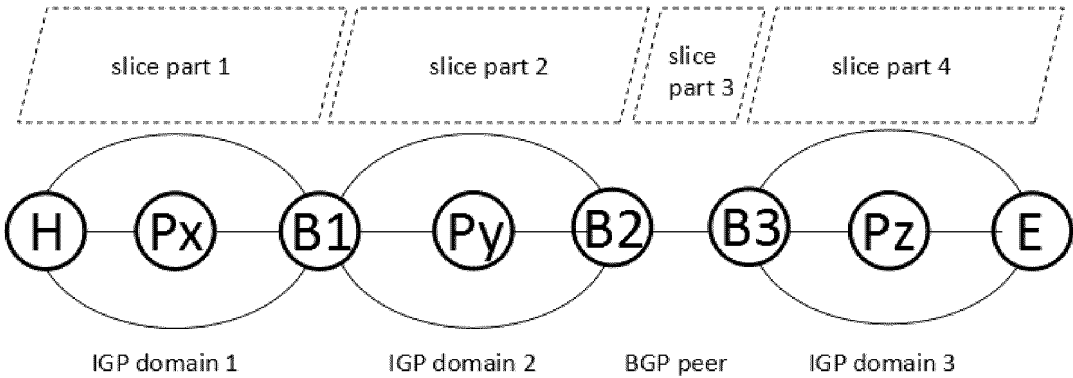 slice part 1
slice part 2
slice
part 3
slice part 4
H
Px
B1
Py
B2
B3
Pz
E
IGP domain 1
IGP domain 2
BGP peer
IGP domain 3